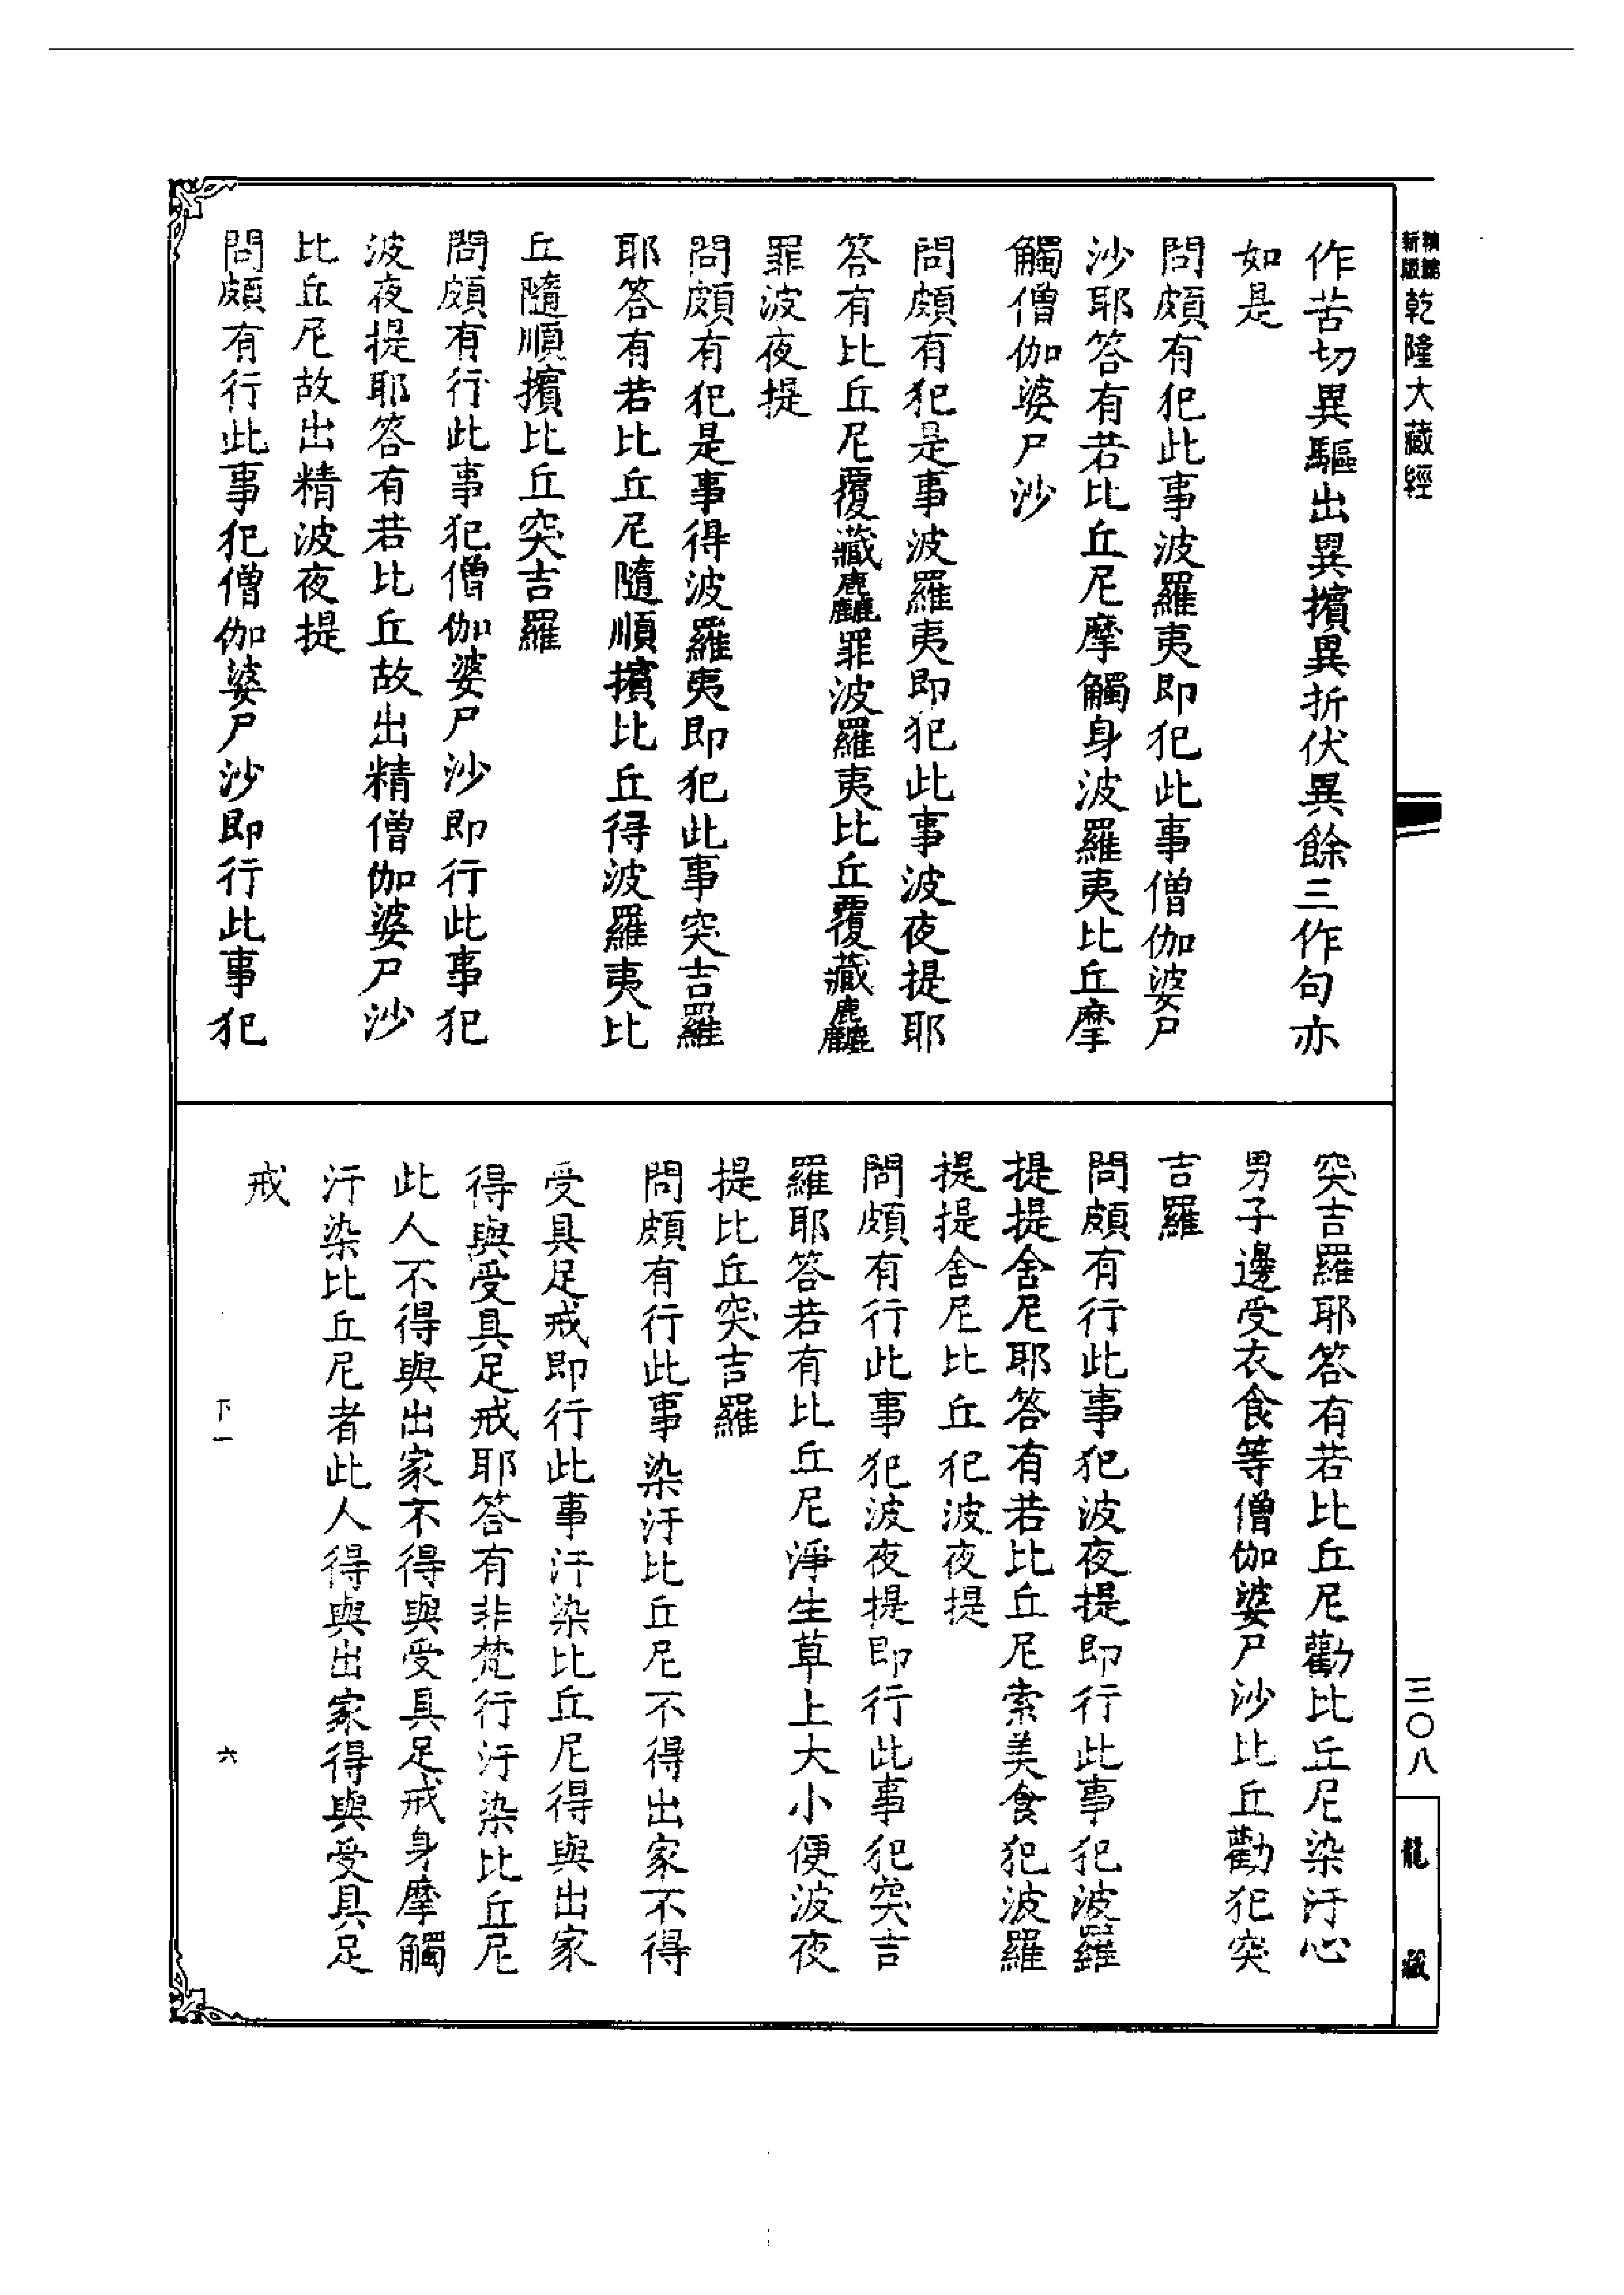 新版
精縮
乾隆大藏經
三〇八
龍藏
作苦切異驅出異擯異折伏異餘三作句亦
如是
問頗有犯此事波羅夷即犯此事僧伽婆尸
沙耶答有若比丘尼摩觸身波羅夷比丘摩
觸僧伽婆尸沙
問頗有犯是事波羅夷即犯此事波夜提耶
答有比丘尼覆藏麤罪波羅夷比丘覆藏麤
罪波夜提
問頗有犯是事得波羅夷即犯此事突吉羅
耶答有若比丘尼隨順擯比丘得波羅夷比
丘隨順擯比丘突吉羅
問頗有行此事犯僧伽婆尸沙即行此事犯
波夜提耶答有若比丘故出精僧伽婆尸沙
比丘尼故出精波夜提
問頗有行此事犯僧伽婆尸沙即行此事犯
突吉羅耶答有若比丘尼勸比丘尼染汙心
男子邊受衣食等僧伽婆尸沙比丘勸犯突
吉羅
問頗有行此事犯波夜提即行此事犯波羅
提提舍尼耶答有若比丘尼索美食犯波羅
提提舍尼比丘犯波夜提
問頗有行此事犯波夜提即行此事犯突吉
羅耶答若有比丘尼淨生草上大小便波夜
提比丘突吉羅
問頗有行此事染汙比丘尼不得出家不得
受具足戒即行此事汙染比丘尼得與出家
得與受具足戒耶答有非梵行汙染比丘尼
此人不得與出家不得與受具足戒身摩觸
汙染比丘尼者此人得與出家得與受具足
戒
下一
六